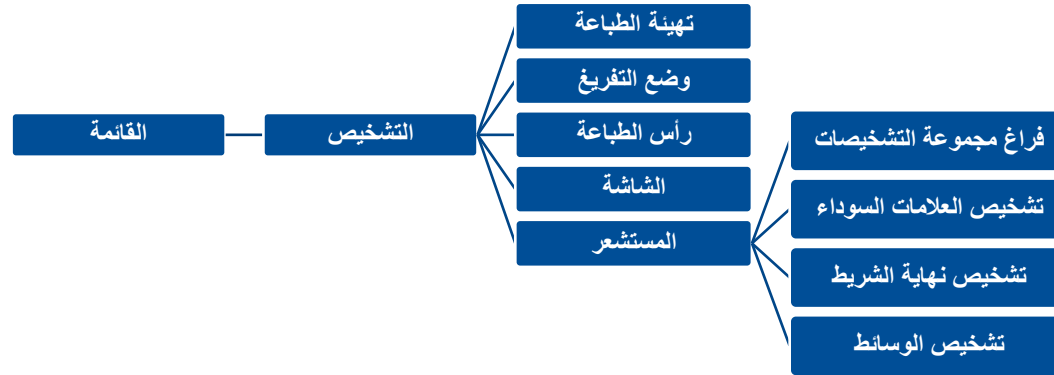 القائمة
التشخيص
تهيئة الطباعة
وضع التفريغ
رأس الطباعة
الشاشة
المستشعر
فراغ مجموعة التشخيصات
تشخيص العلامات السوداء
تشخيص نهاية الشريط
تشخيص الوسائط